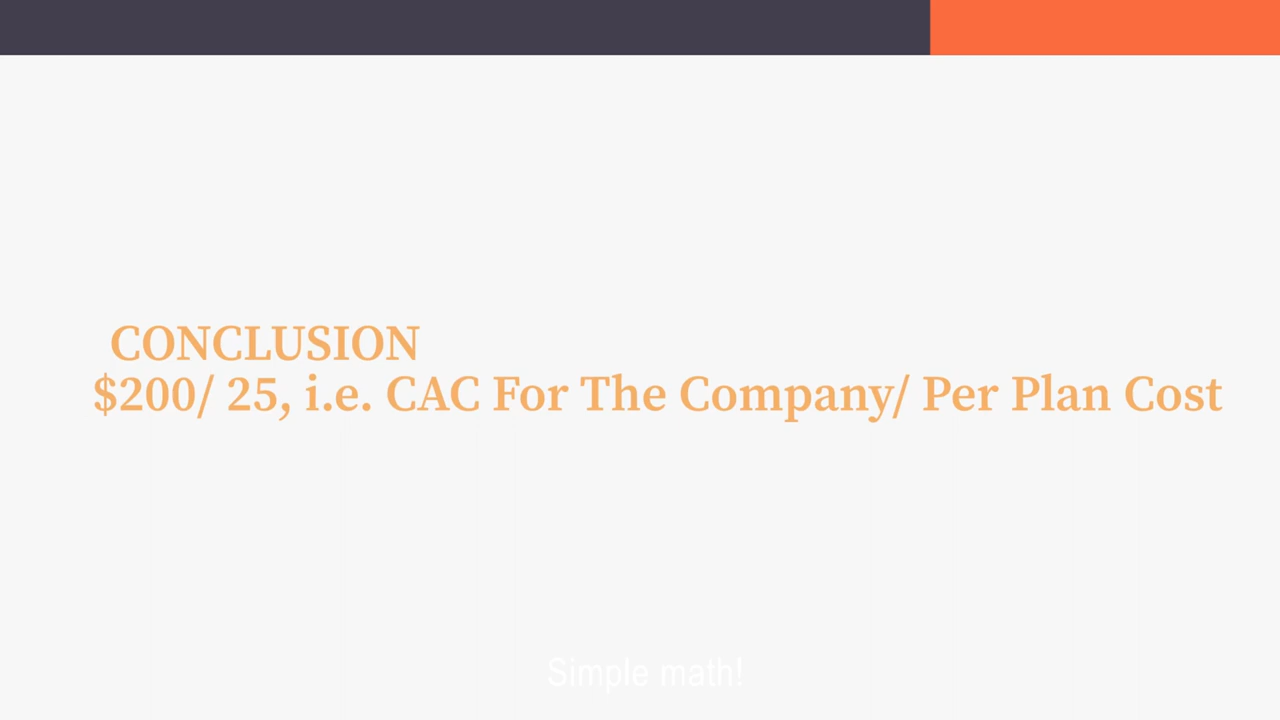 CONCLUSION
$200/ 25, i.e. CAC For The Company/ Per Plan Cost
Simple math!